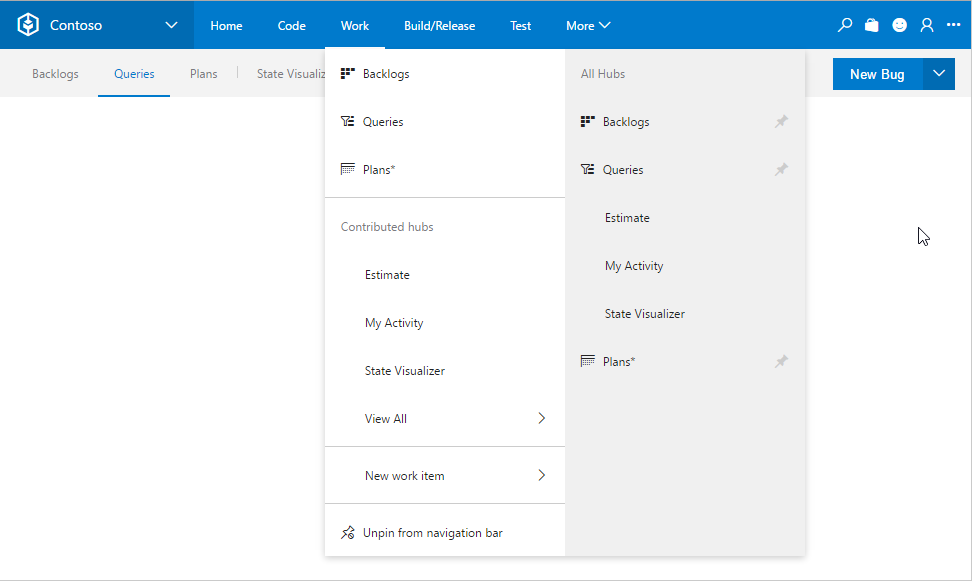 Contoso
Home Code Work Build/Release Test More
Backlogs Queries Plans State Visualiz
New Bug
Backlogs
Queries
Plans*
Contributed hubs
Estimate
My Activity
State Visualizer
View All
New work item
Unpin from navigation bar
All Hubs
Backlogs
Queries
Estimate
My Activity
State Visualizer
Plans*